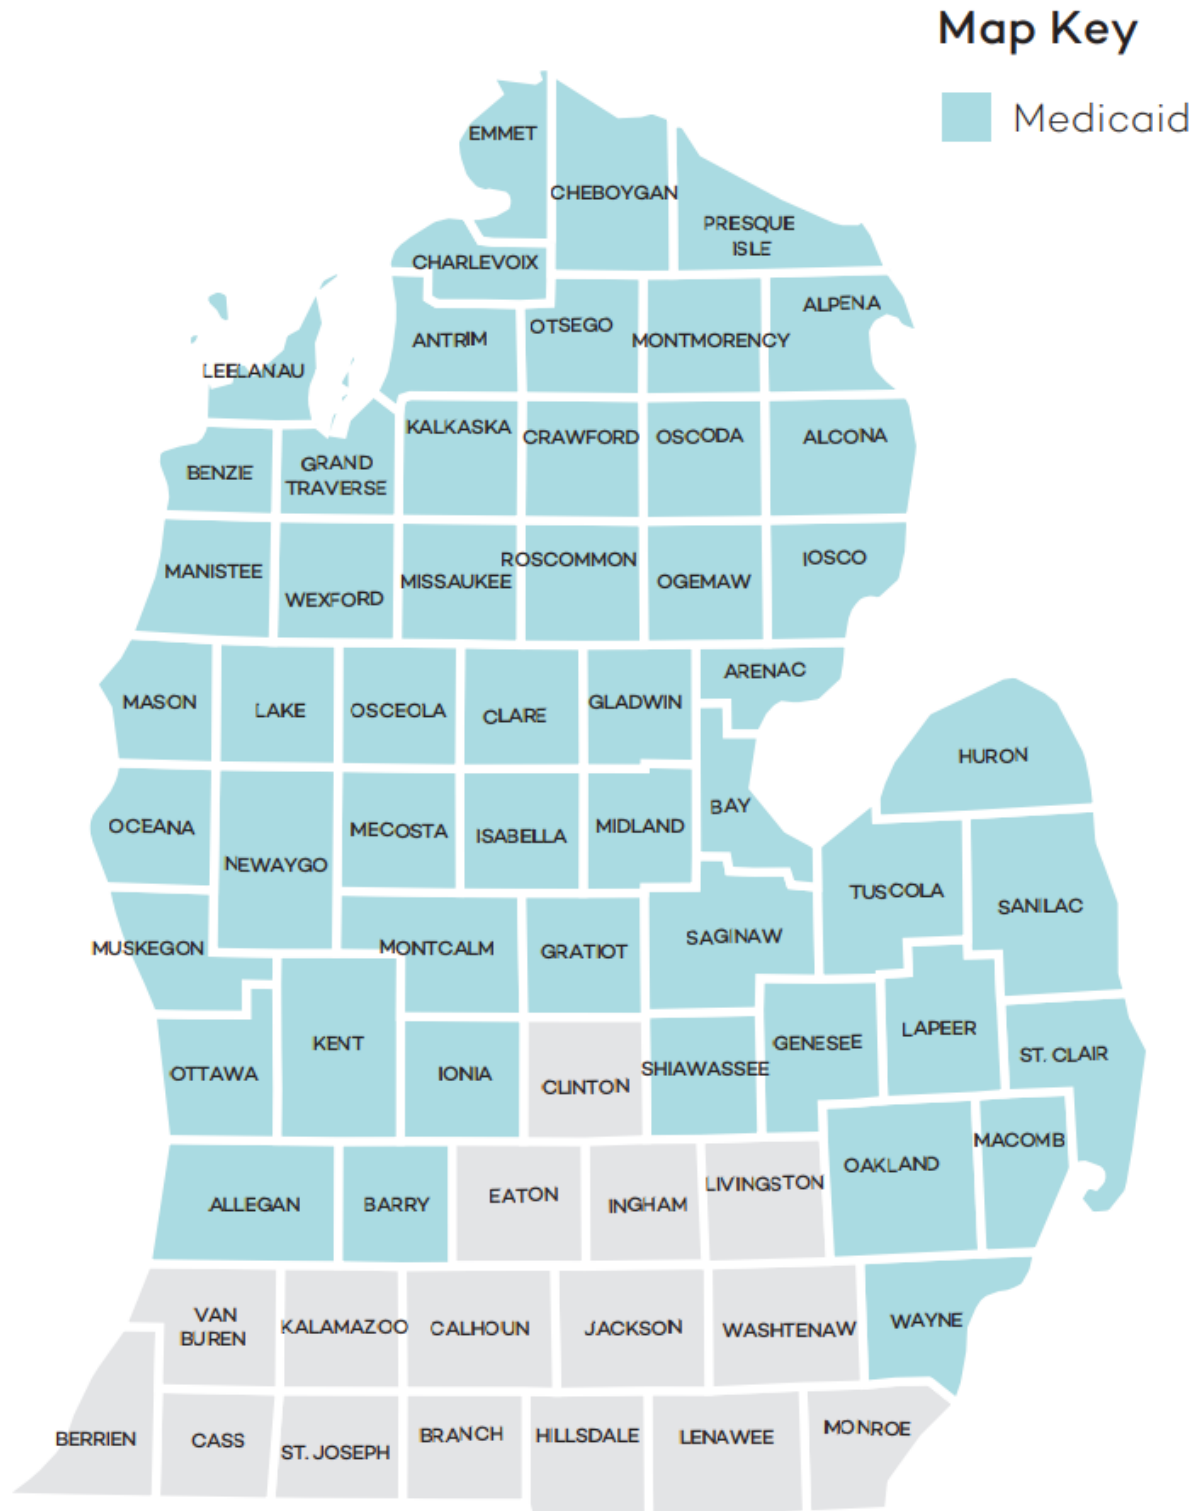 Map Key
Medicaid
EMMET
CHEBOYGAN
PRESQUE
ISLE
CHARLEVOIX
ALPENA
OTSEGO
ANTRIM
MONTMORENCY
LEELANAU
KALKASKA
CRAWFORD
OSCODA
ALCONA
BENZIE
GRAND
TRAVERSE
MANISTEE
WEXFORD
MISSAUKEE
ROSCOMMON
OGEMAW
IOSCO
ARENAC
MASON
LAKE
OSCEOLA
CLARE
GLADWIN
HURON
OCEANA
NEWAYGO
MECOSTA
ISABELLA
MIDLAND
BAY
TUSCOLA
SANILAC
MUSKEGON
MONTCALM
GRATIOT
SAGINAW
OTTAWA
KENT
IONIA
CLINTON
SHIAWASSEE
GENESEE
LAPEER
ST. CLAIR
ALLEGAN
BARRY
EATON
INGHAM
LIVINGSTON
OAKLAND
MACOMB
VAN
BUREN
KALAMAZOO
CALHOUN
JACKSON
WASHTENAW
WAYNE
BERRIEN
CASS
ST. JOSEPH
BRANCH
HILLSDALE
LENAWEE
MONROE